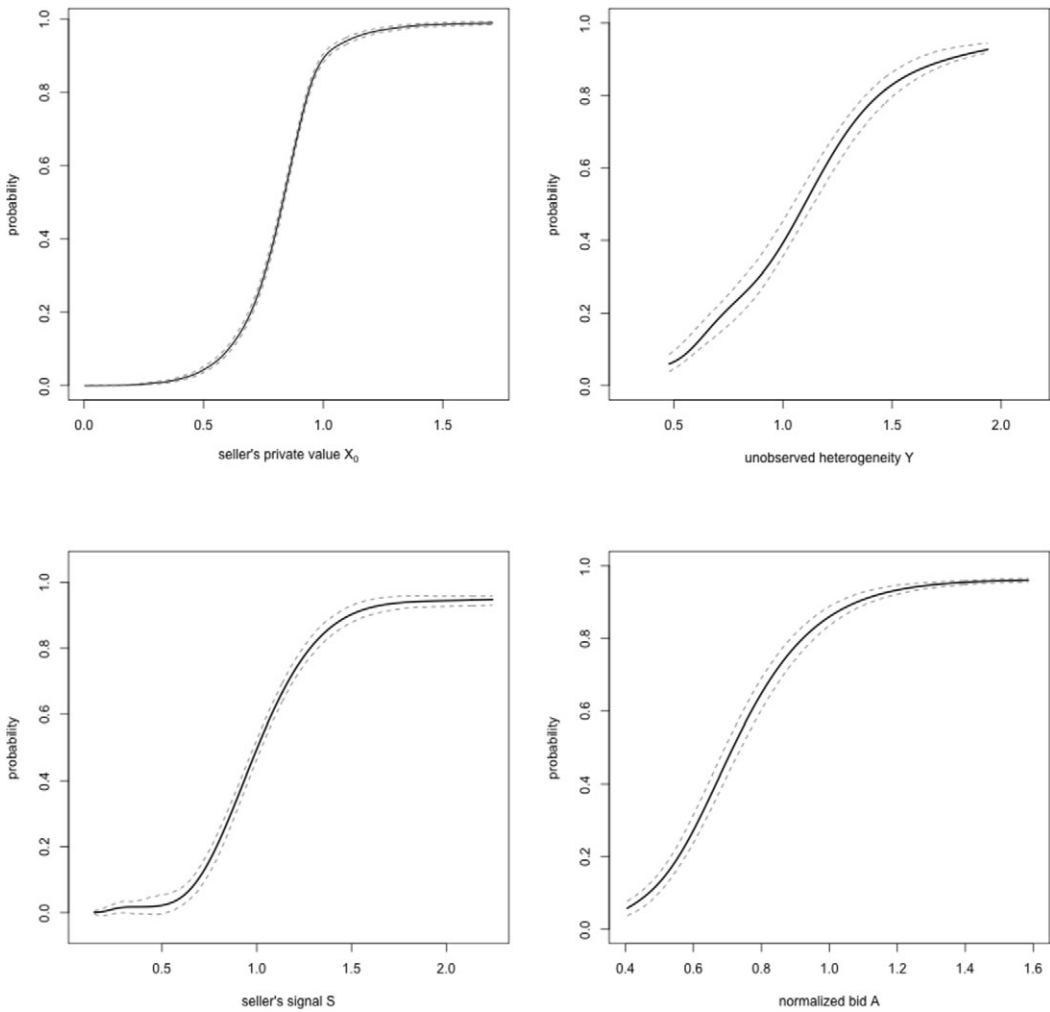 1.0
0.8
0.6
0.4
0.2
0.0
probability
0.0 0.5 1.0 1.5
seller's private value X₀
1.0
0.8
0.6
0.4
0.2
0.0
probability
0.5 1.0 1.5 2.0
unobserved heterogeneity Y
1.0
0.8
0.6
0.4
0.2
0.0
probability
0.5 1.0 1.5 2.0
seller's signal S
1.0
0.8
0.6
0.4
0.2
0.0
probability
0.4 0.6 0.8 1.0 1.2 1.4 1.6
normalized bid A